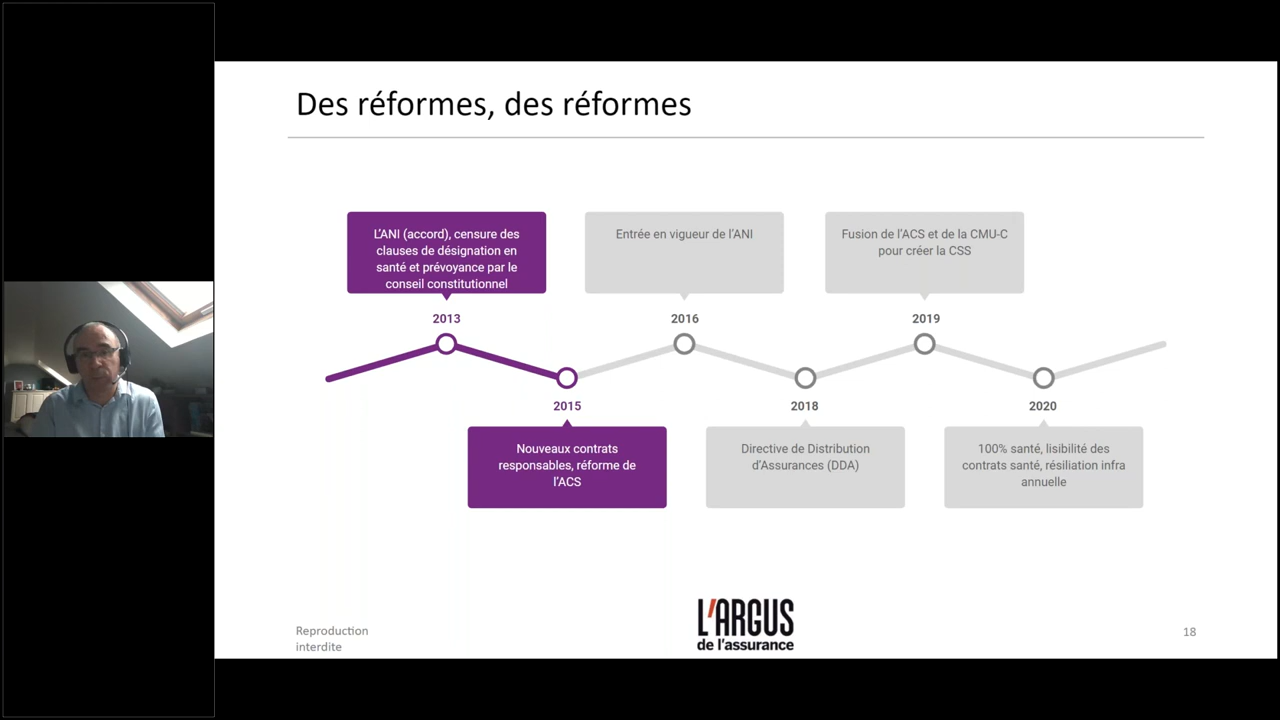 Des réformes, des réformes
L'ANI (accord), censure des
clauses de désignation en
santé et prévoyance par le
conseil constitutionnel
Entrée en vigueur de l'ANI
Fusion de l'ACS et de la CMU-C
pour créer la CSS
2013
2016
2019
2015
2018
2020
Nouveaux contrats
responsables, réforme de
l'ACS
Directive de Distribution
d'Assurances (DDA)
100% santé, lisibilité des
contrats santé, résiliation infra
annuelle
Reproduction
interdite
L'ARGUS
de l'assurance
18